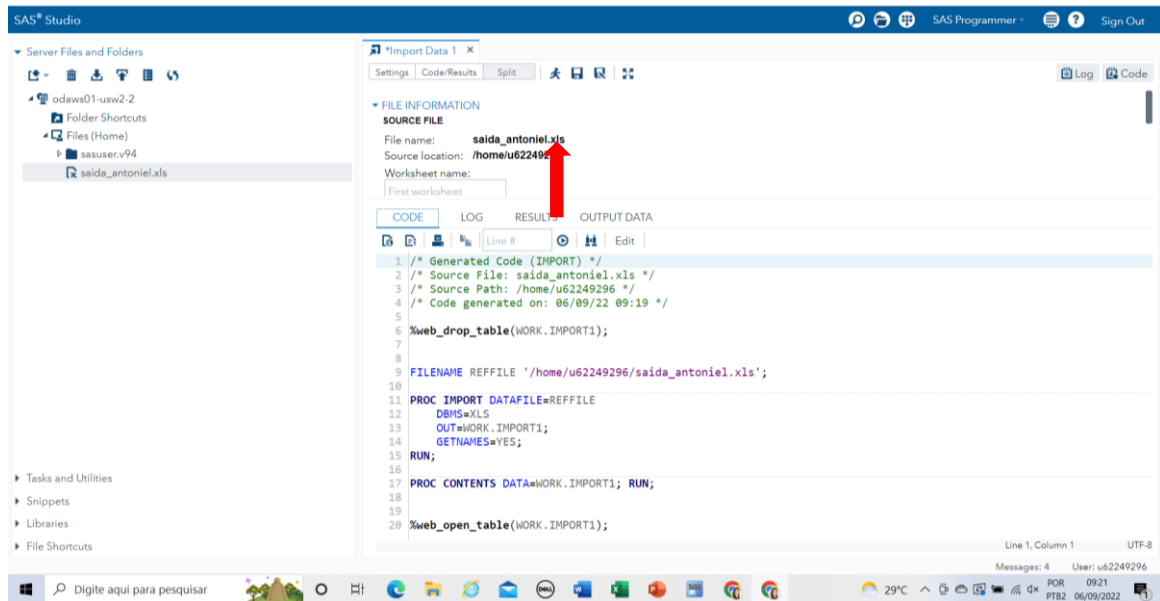 SAS® Studio
SAS Programmer
Sign Out
Server Files and Folders
odaws01-usw2-2
Folder Shortcuts
Files (Home)
sasuser.v94
saida_antoniel.xls
Tasks and Utilities
Snippets
Libraries
File Shortcuts
*Import Data 1
Settings Code/Results Split
Log Code
FILE INFORMATION
SOURCE FILE
File name: saida_antoniel.xls
Source location: /home/u62249
Worksheet name:
First worksheet
CODE LOG RESULTS OUTPUT DATA
Line # Edit
1 /* Generated Code (IMPORT) */
2 /* Source File: saida_antoniel.xls */
3 /* Source Path: /home/u62249296 */
4 /* Code generated on: 06/09/22 09:19 */
5
6 %web_drop_table(WORK.IMPORT1);
7
8
9 FILENAME REFFILE '/home/u62249296/saida_antoniel.xls';
10
11 PROC IMPORT DATAFILE=REFFILE
12 DBMS=XLS
13 OUT=WORK.IMPORT1;
14 GETNAMES=YES;
15 RUN;
16
17 PROC CONTENTS DATA=WORK.IMPORT1; RUN;
18
19
20 %web_open_table(WORK.IMPORT1);
Line 1, Column 1 UTF-8
Messages: 4 User: u62249296
Digite aqui para pesquisar
DELL
29°C
POR
PTB2
09:21
06/09/2022